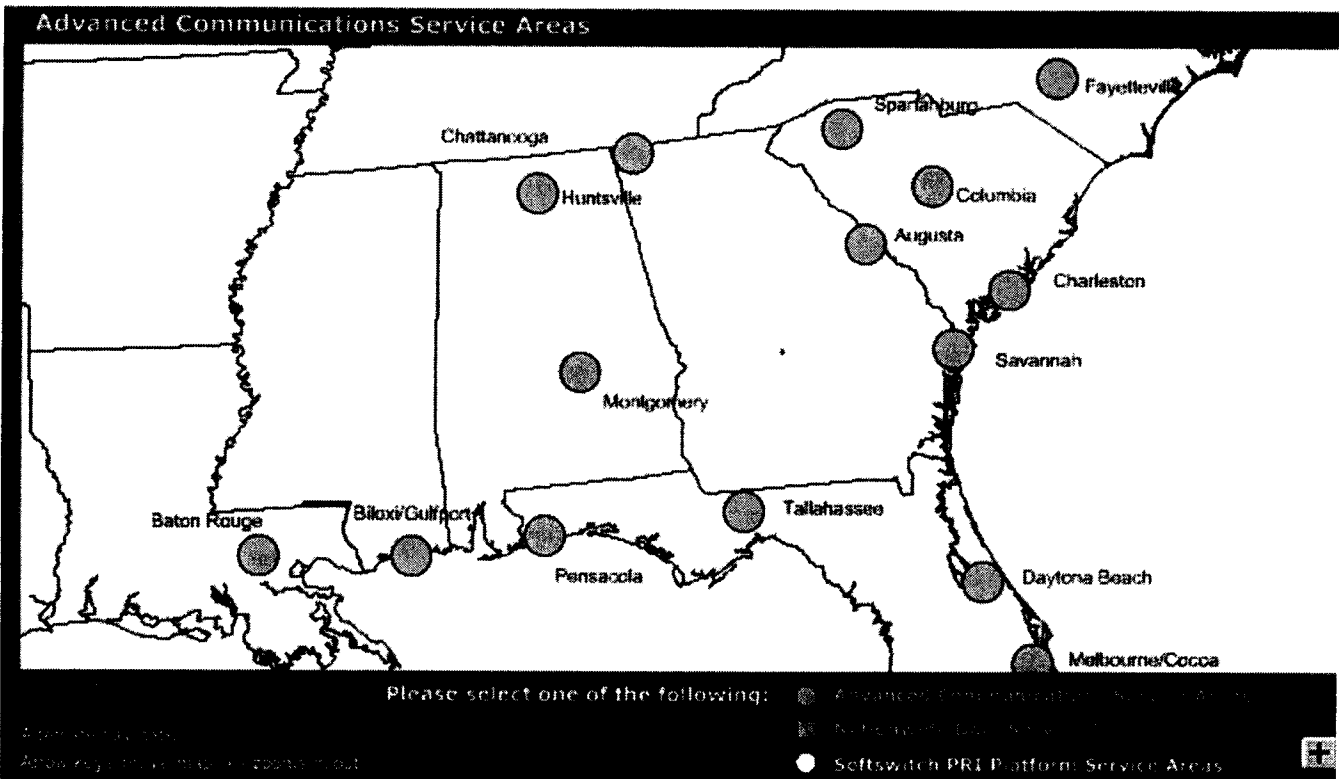 Advanced Communications Service Areas
Fayetteville
Spartanburg
Chattanooga
Huntsville
Columbia
Augusta
Charleston
Savannah
Montgomery
Tallahassee
Baton Rouge
Biloxi/Gulfport
Pensacola
Daytona Beach
Melbourne/Cocoa
Please select one of the following:
Softswitch PRI Platform Service Areas